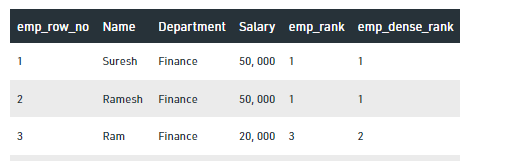 emp_row_no Name Department Salary emp_rank emp_dense_rank
1 Suresh Finance 50, 000 1 1
2 Ramesh Finance 50, 000 1 1
3 Ram Finance 20, 000 3 2